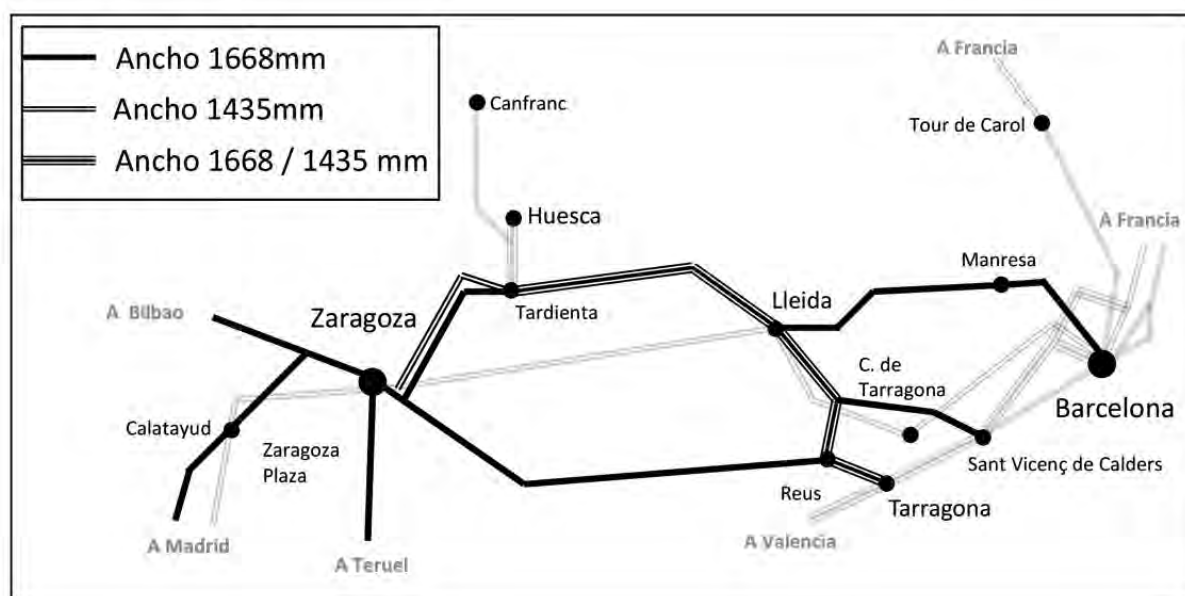 Ancho 1668mm
Ancho 1435mm
Ancho 1668 / 1435 mm
A Francia
Canfranc
Tour de Carol
Huesca
A Francia
Manresa
Tardienta
Lleida
A Bilbao
Zaragoza
C. de
Tarragona
Barcelona
Calatayud
Zaragoza
Plaza
Sant Vicenç de Calders
Reus
Tarragona
A Madrid
A Teruel
A Valencia